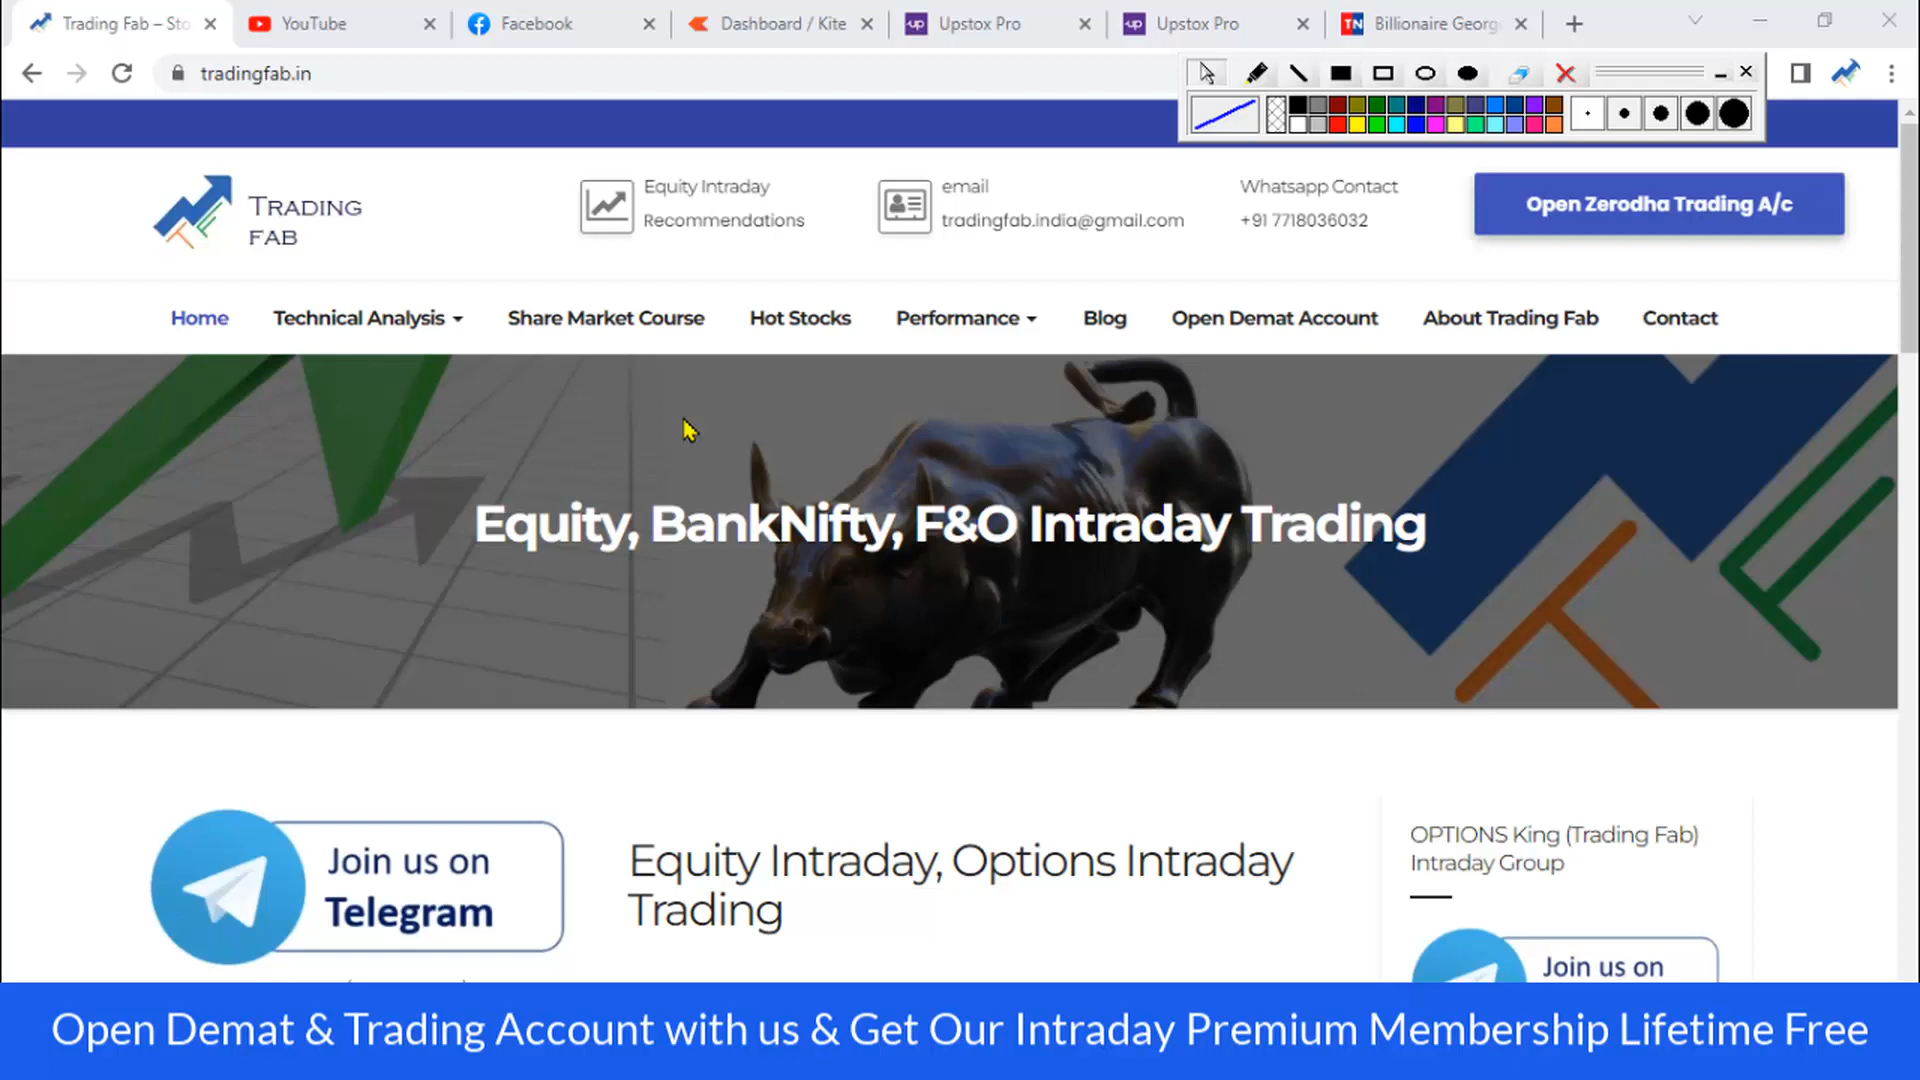 Trading Fab – Sto
YouTube
Facebook
Dashboard / Kite
Upstox Pro
Upstox Pro
Billionaire Georg
tradingfab.in
TRADING
FAB
Equity Intraday
Recommendations
email
tradingfab.india@gmail.com
Whatsapp Contact
+91 7718036032
Open Zerodha Trading A/c
Home
Technical Analysis
Share Market Course
Hot Stocks
Performance
Blog
Open Demat Account
About Trading Fab
Contact
Equity, BankNifty, F&O Intraday Trading
Join us on
Telegram
Equity Intraday, Options Intraday
Trading
OPTIONS King (Trading Fab)
Intraday Group
Join us on
Open Demat & Trading Account with us & Get Our Intraday Premium Membership Lifetime Free